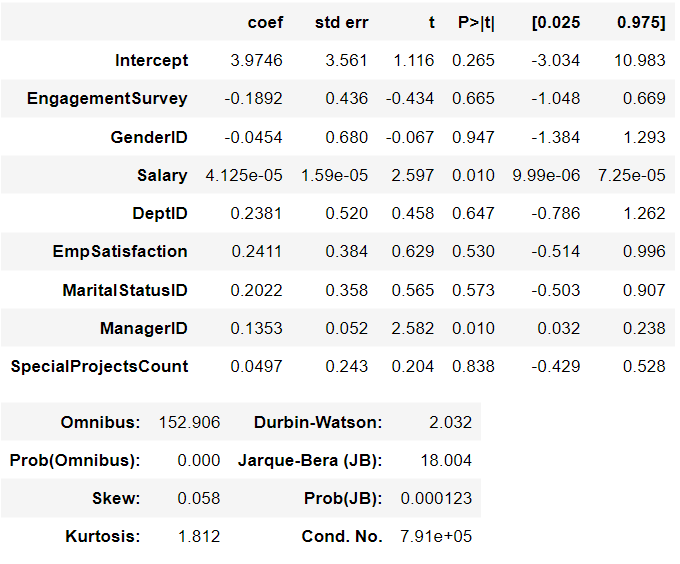 coef std err t P>|t| [0.025 0.975]
Intercept 3.9746 3.561 1.116 0.265 -3.034 10.983
EngagementSurvey -0.1892 0.436 -0.434 0.665 -1.048 0.669
GenderID -0.0454 0.680 -0.067 0.947 -1.384 1.293
Salary 4.125e-05 1.59e-05 2.597 0.010 9.99e-06 7.25e-05
DeptID 0.2381 0.520 0.458 0.647 -0.786 1.262
EmpSatisfaction 0.2411 0.384 0.629 0.530 -0.514 0.996
MaritalStatusID 0.2022 0.358 0.565 0.573 -0.503 0.907
ManagerID 0.1353 0.052 2.582 0.010 0.032 0.238
SpecialProjectsCount 0.0497 0.243 0.204 0.838 -0.429 0.528
Omnibus: 152.906 Durbin-Watson: 2.032
Prob(Omnibus): 0.000 Jarque-Bera (JB): 18.004
Skew: 0.058 Prob(JB): 0.000123
Kurtosis: 1.812 Cond. No. 7.91e+05